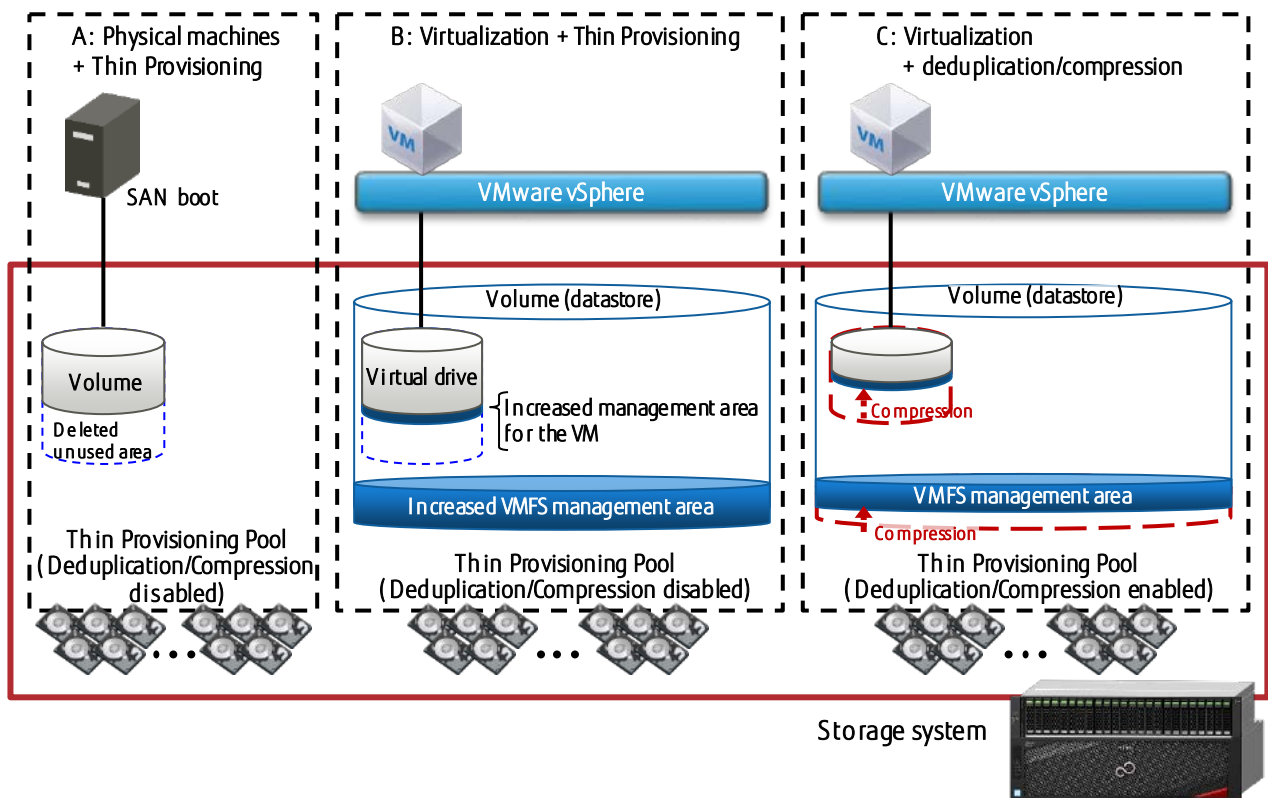 A: Physical machines
+ Thin Provisioning
SAN boot
Volume
Deleted
unused area
Thin Provisioning Pool
(Deduplication/Compression
disabled)
B: Virtualization + Thin Provisioning
VM
VMware vSphere
Volume (datastore)
Virtual drive
Increased management area
for the VM
Increased VMFS management area
Thin Provisioning Pool
(Deduplication/Compression disabled)
C: Virtualization
+ deduplication/compression
VM
VMware vSphere
Volume (datastore)
Compression
VMFS management area
Compression
Thin Provisioning Pool
(Deduplication/Compression enabled)
Storage system